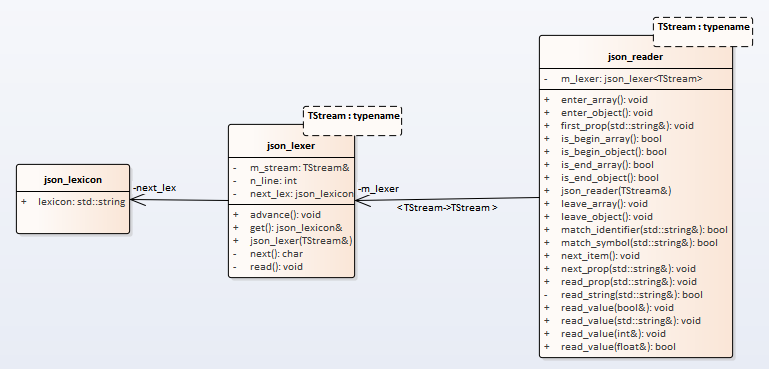 TStream : typename
json_reader
- m_lexer: json_lexer<TStream>
+ enter_array(): void
+ enter_object(): void
+ first_prop(std::string&): void
+ is_begin_array(): bool
+ is_begin_object(): bool
+ is_end_array(): bool
+ is_end_object(): bool
+ json_reader(TStream&)
+ leave_array(): void
+ leave_object(): void
+ match_identifier(std::string&): bool
+ match_symbol(std::string&): bool
+ next_item(): void
+ next_prop(std::string&): void
+ read_prop(std::string&): void
- read_string(std::string&): bool
+ read_value(bool&): void
+ read_value(std::string&): void
+ read_value(int&): void
+ read_value(float&): bool
TStream : typename
json_lexer
- m_stream: TStream&
- n_line: int
- next_lex: json_lexicon
+ advance(): void
+ get(): json_lexicon&
+ json_lexer(TStream&)
- next(): char
- read(): void
-m_lexer
< TStream->TStream >
json_lexicon
+ lexicon: std::string
-next_lex